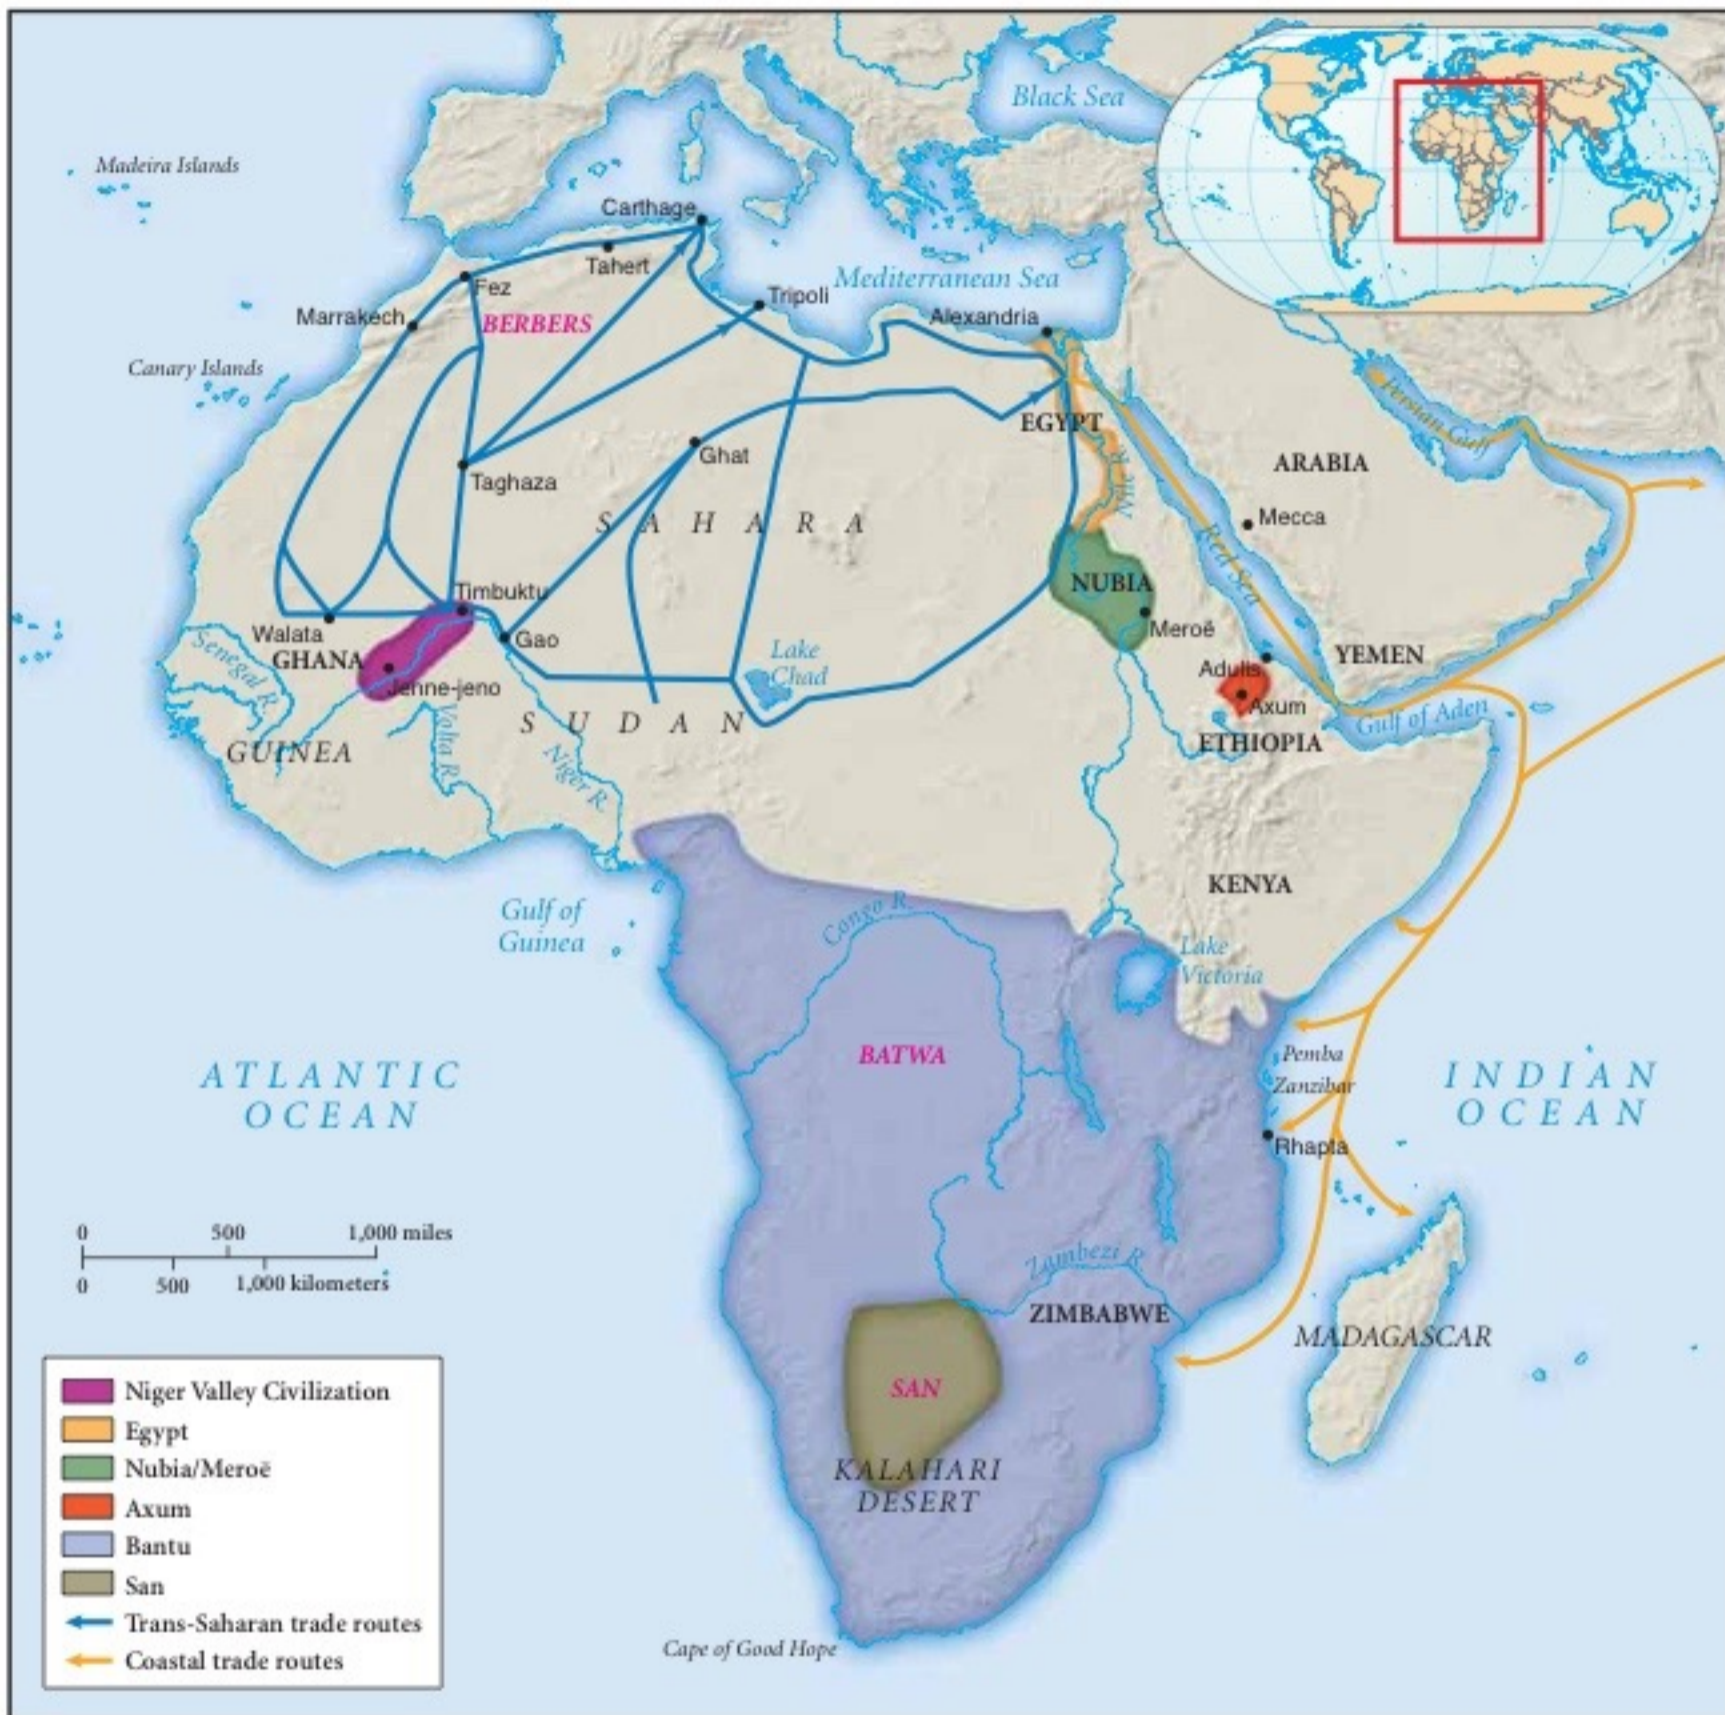 Black Sea
Madeira Islands
Carthage
Tahert
Mediterranean Sea
Fez
Tripoli
Marrakech
BERBERS
Alexandria
Canary Islands
Persian Gulf
EGYPT
Ghat
ARABIA
Taghaza
Nile R.
Mecca
SAHARA
Red Sea
NUBIA
Timbuktu
Meroë
Walata
Gao
Senegal R.
GHANA
Lake
Chad
YEMEN
Adulis
Jenne-jeno
Axum
Gulf of Aden
SUDAN
Volta R.
ETHIOPIA
GUINEA
Niger R.
KENYA
Gulf of
Guinea
Congo R.
Lake
Victoria
BATWA
Pemba
Zanzibar
ATLANTIC
OCEAN
INDIAN
OCEAN
Rhapta
0 500 1,000 miles
0 500 1,000 kilometers
Zambezi R.
ZIMBABWE
MADAGASCAR
SAN
KALAHARI
DESERT
Niger Valley Civilization
Egypt
Nubia/Meroë
Axum
Bantu
San
Trans-Saharan trade routes
Coastal trade routes
Cape of Good Hope